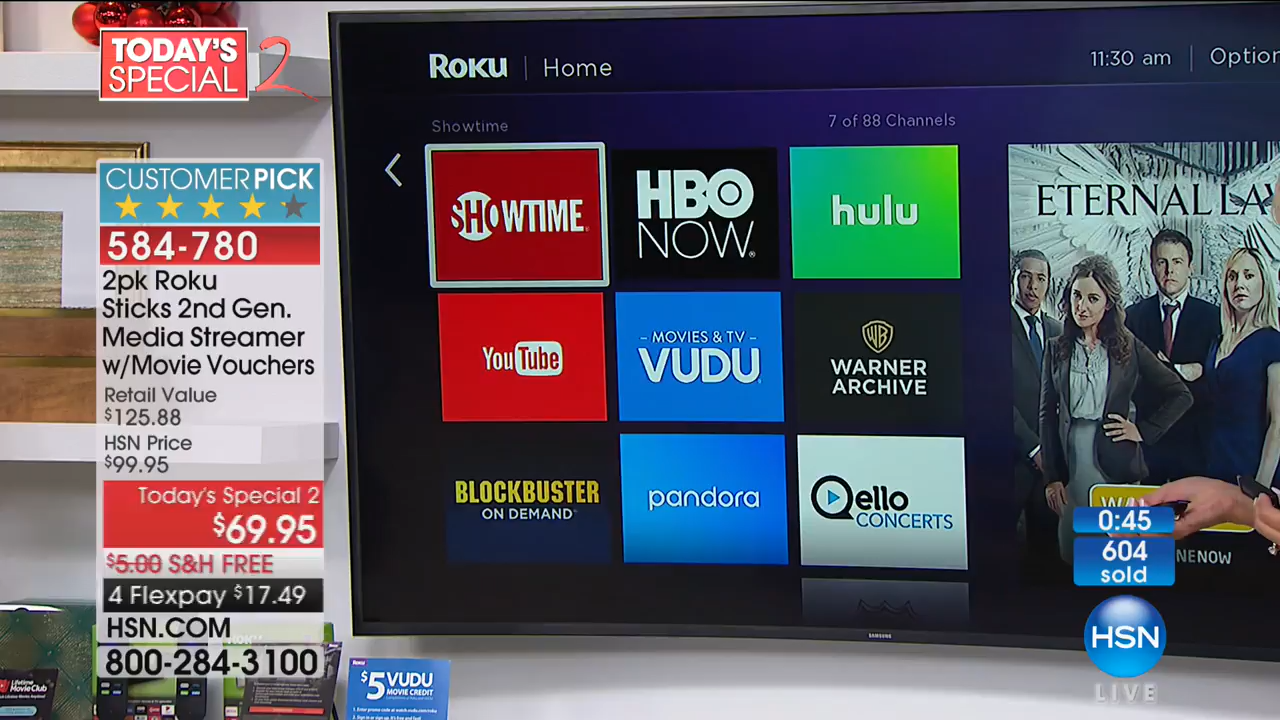 TODAY'S
SPECIAL 2
CUSTOMER PICK
584-780
2pk Roku
Sticks 2nd Gen.
Media Streamer
w/Movie Vouchers
Retail Value
$125.88
HSN Price
$99.95
Today's Special 2
$69.95
$5.00 S&H FREE
4 Flexpay $17.49
HSN.COM
800-284-3100
Roku | Home
11:30 am
Showtime
7 of 88 Channels
SHOWTIME
HBO
NOW
hulu
YouTube
- MOVIES & TV -
VUDU
WB
WARNER
ARCHIVE
BLOCKBUSTER
ON DEMAND
pandora
Qello
CONCERTS
ETERNAL LA
SAMSUNG
0:45
604
sold
HSN
LIVE
Roku
$5 VUDU
MOVIE CREDIT